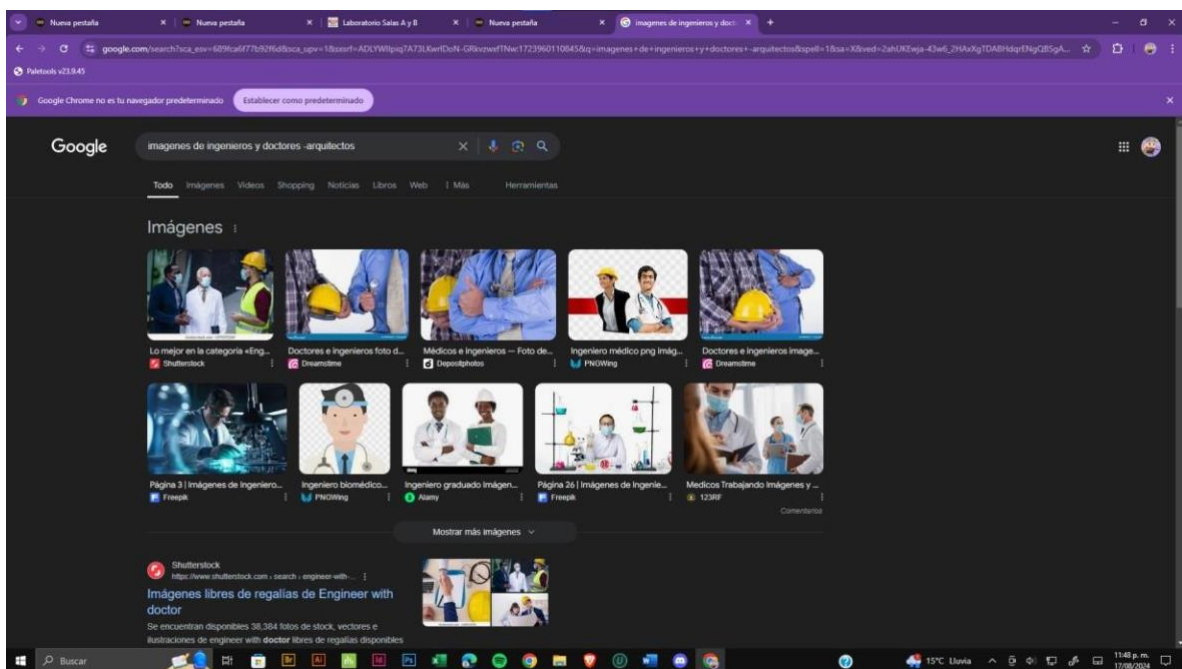 Nueva pestaña
Nueva pestaña
Laboratorio Salas A y B
Nueva pestaña
imagenes de ingenieros y doct
Paletools v23.9.45
Google Chrome no es tu navegador predeterminado
Establecer como predeterminado
Google
imagenes de ingenieros y doctores -arquitectos
Todo Imágenes Videos Shopping Noticias Libros Web Más Herramientas
Imágenes
Lo mejor en la categoría «Eng...
Shutterstock
Doctores e ingenieros foto d...
Dreamstime
Médicos e Ingenieros — Foto de...
Depositphotos
Ingeniero médico png imág...
PNGWing
Doctores e ingenieros image...
Dreamstime
Página 3 | Imágenes de Ingeniero...
Freepik
Ingeniero biomédico...
PNGWing
Ingeniero graduado Imágen...
Alamy
Página 26 | Imágenes de Ingenie...
Freepik
Medicos Trabajando Imágenes y ...
123RF
Comentarios
Mostrar más imágenes
Shutterstock
https://www.shutterstock.com › search › engineer-with-...
Imágenes libres de regalías de Engineer with
doctor
Se encuentran disponibles 38,384 fotos de stock, vectores e
ilustraciones de engineer with doctor libres de regalías disponibles
Buscar
15°C Lluvia
11:48 p. m.
17/08/2024